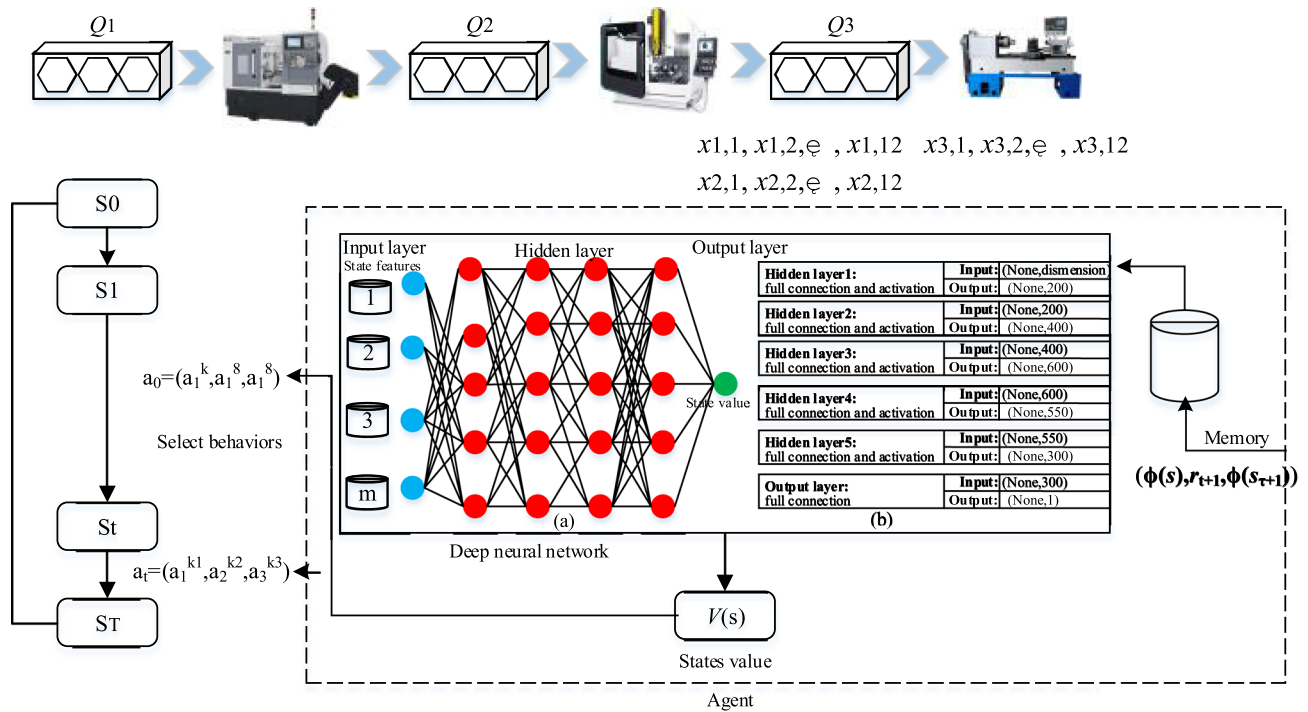 Q1 Q2 Q3
x1,1, x1,2,ę , x1,12 x3,1, x3,2,ę , x3,12
x2,1, x2,2,ę , x2,12
S0
S1
St
ST
a₀=(a₁ᵏ,a₁⁸,a₁⁸)
Select behaviors
aₜ=(a₁ᵏ¹,a₂ᵏ²,a₃ᵏ³)
Input layer
State features
1
2
3
m
Hidden layer
Output layer
State value
(a)
Hidden layer1: Input: (None,dismension)
full connection and activation Output: (None,200)
Hidden layer2: Input: (None,200)
full connection and activation Output: (None,400)
Hidden layer3: Input: (None,400)
full connection and activation Output: (None,600)
Hidden layer4: Input: (None,600)
full connection and activation Output: (None,550)
Hidden layer5: Input: (None,550)
full connection and activation Output: (None,300)
Output layer: Input: (None,300)
full connection Output: (None,1)
(b)
Deep neural network
V(s)
States value
Memory
(ϕ(s),rₜ₊₁,ϕ(sτ₊₁))
Agent